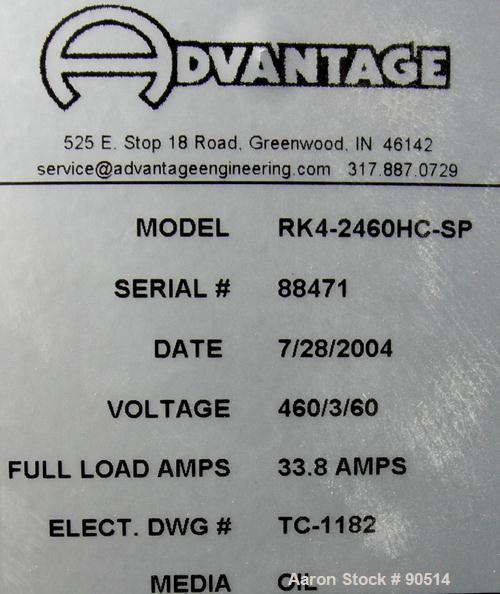 ADVANTAGE
525 E. Stop 18 Road, Greenwood, IN 46142
service@advantageengineering.com 317.887.0729
MODEL RK4-2460HC-SP
SERIAL # 88471
DATE 7/28/2004
VOLTAGE 460/3/60
FULL LOAD AMPS 33.8 AMPS
ELECT. DWG # TC-1182
MEDIA OIL
Aaron Stock # 90514